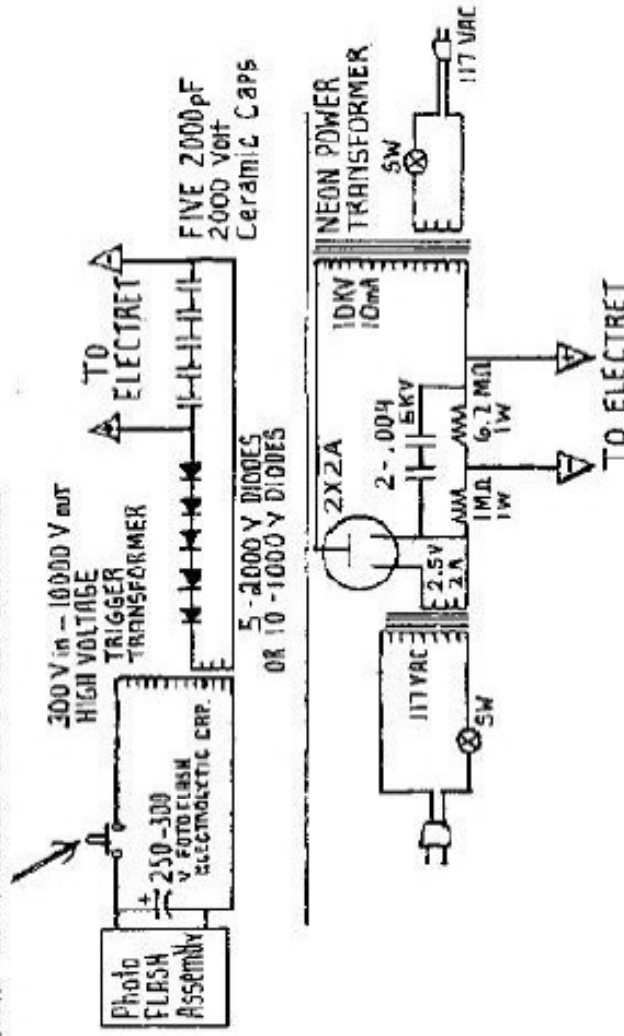 300 Vin - 10000 V out
HIGH VOLTAGE
TRIGGER
TRANSFORMER
TO
ELECTRET
FIVE 2000pF
2000 Volt
Ceramic Caps
Photo
FLASH
Assembly
+
250-300
V FOTOFLASH
ELECTROLYTIC CAP.
5-2000 V DIODES
OR 10-1000 V DIODES
117 VAC
SW
2.5V
2A
2X2A
2-.004
6KV
1MΩ
1W
6.2 MΩ
1W
10KV
10mA
NEON POWER
TRANSFORMER
SW
117 VAC
TO ELECTRET